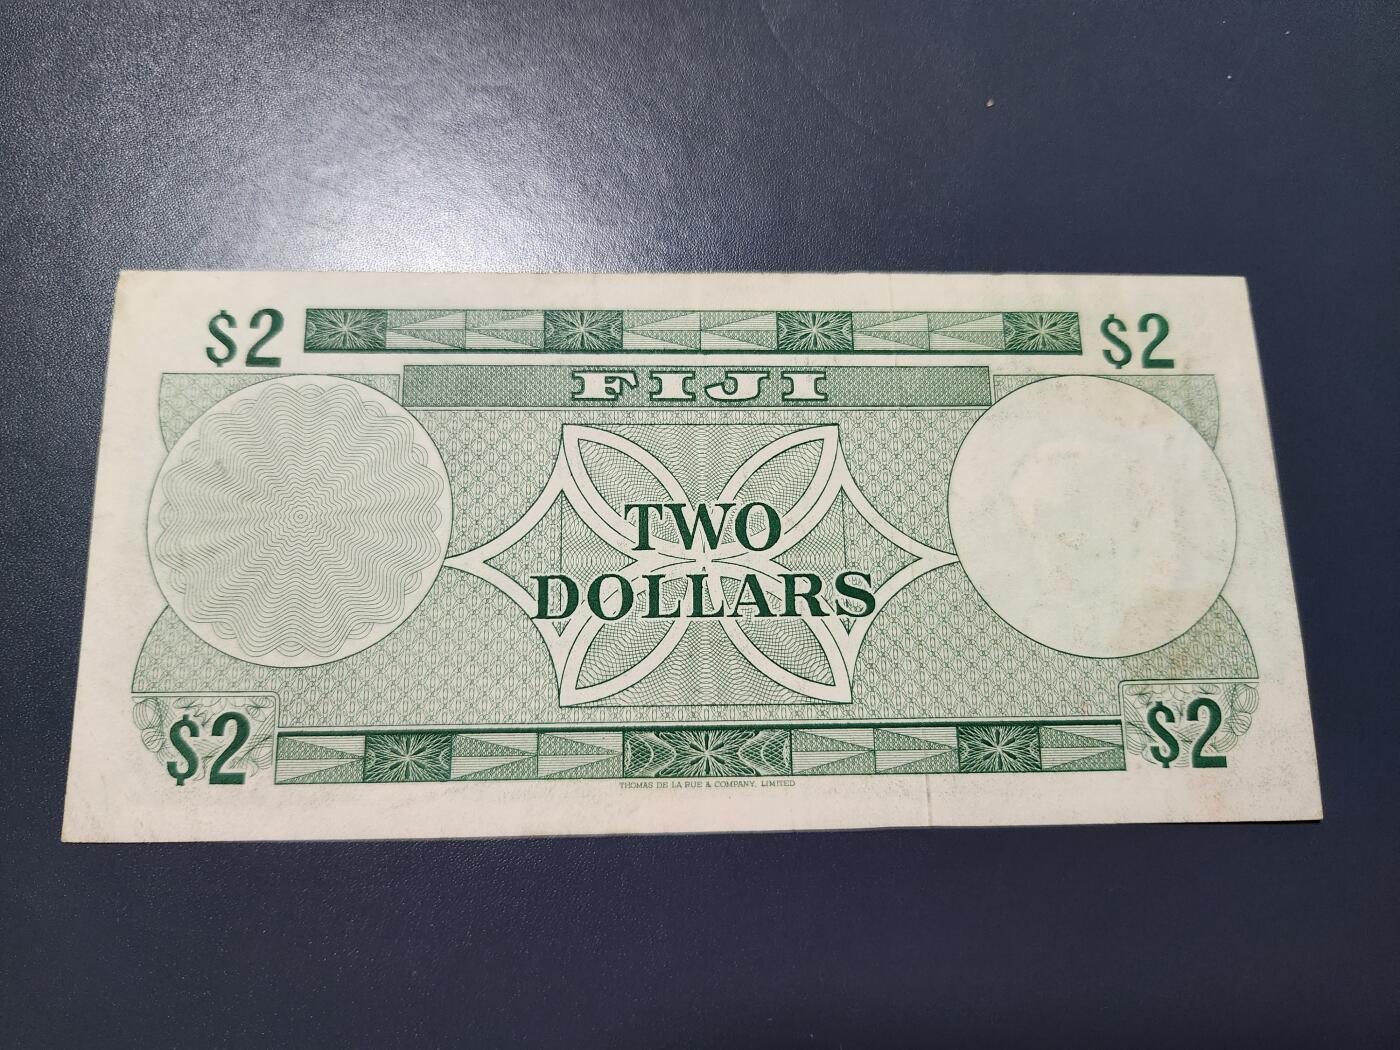 $2 $2
FIJI
TWO
DOLLARS
$2 $2
THOMAS DE LA RUE & COMPANY, LIMITED